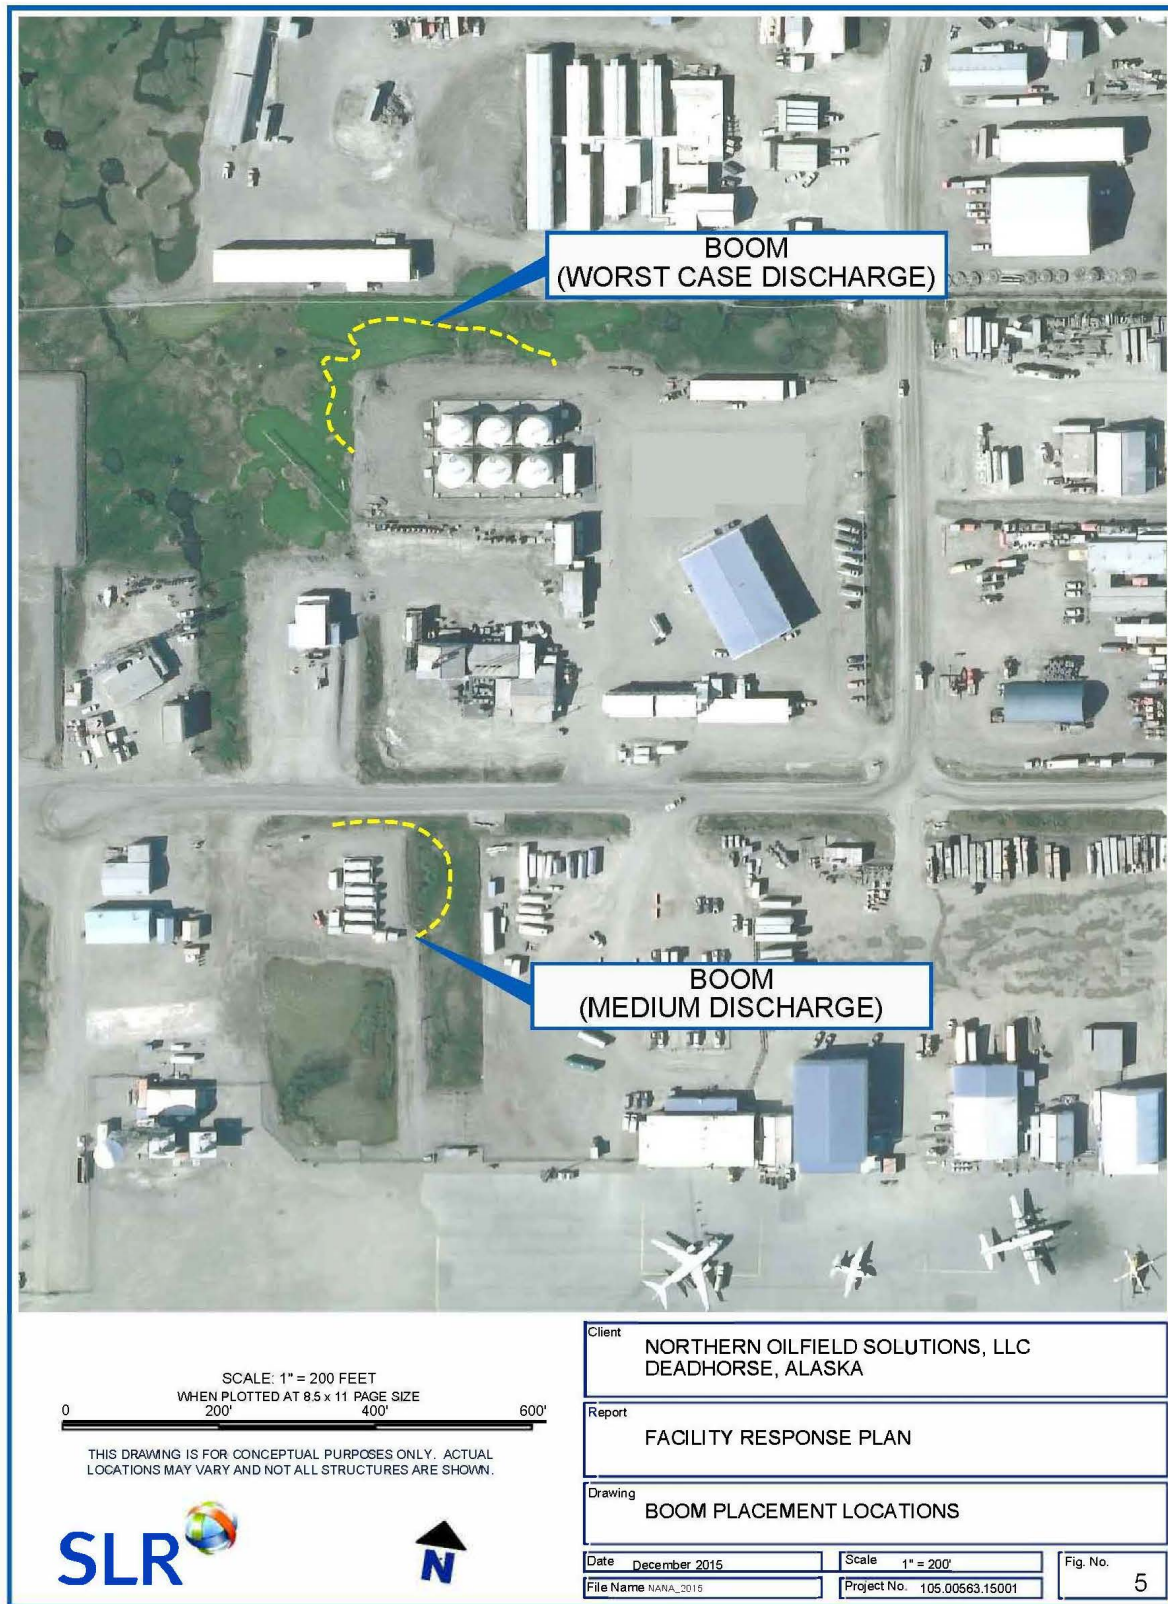 BOOM
(WORST CASE DISCHARGE)
BOOM
(MEDIUM DISCHARGE)
SCALE: 1" = 200 FEET
WHEN PLOTTED AT 8.5 x 11 PAGE SIZE
0 200' 400' 600'
THIS DRAWING IS FOR CONCEPTUAL PURPOSES ONLY. ACTUAL
LOCATIONS MAY VARY AND NOT ALL STRUCTURES ARE SHOWN.
SLR
N
Client
NORTHERN OILFIELD SOLUTIONS, LLC
DEADHORSE, ALASKA
Report
FACILITY RESPONSE PLAN
Drawing
BOOM PLACEMENT LOCATIONS
Date December 2015
Scale 1" = 200'
Fig. No.
5
File Name NANA_2015
Project No. 105.00563.15001